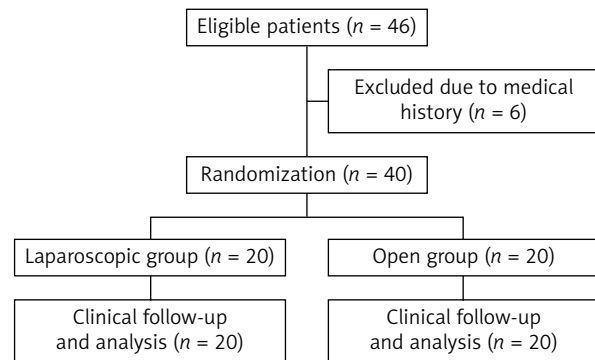 Eligible patients (n = 46)
Excluded due to medical
history (n = 6)
Randomization (n = 40)
Laparoscopic group (n = 20)
Open group (n = 20)
Clinical follow-up
and analysis (n = 20)
Clinical follow-up
and analysis (n = 20)